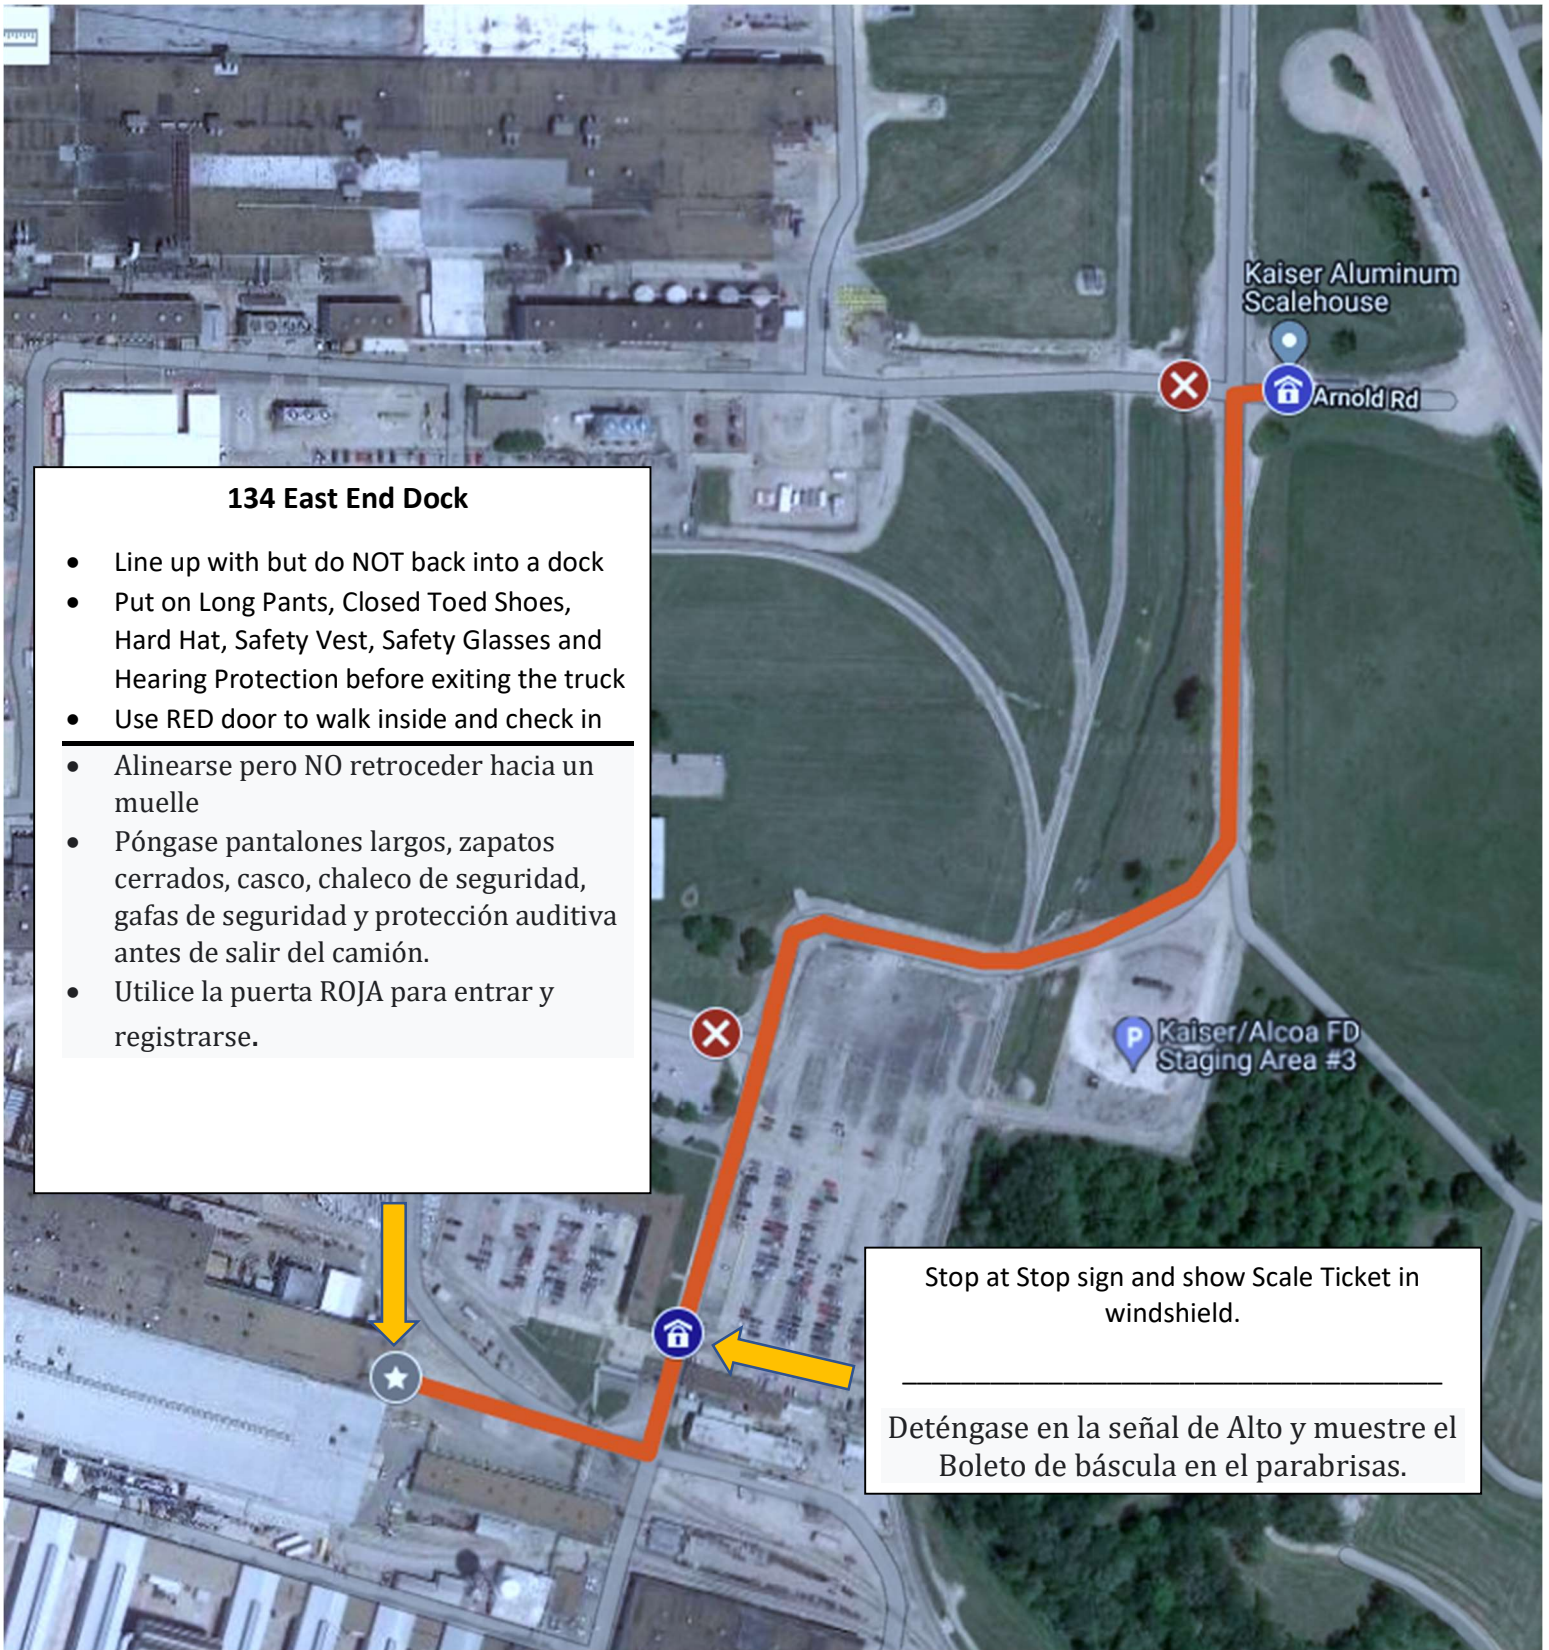 Kaiser Aluminum
Scalehouse
Arnold Rd
134 East End Dock
• Line up with but do NOT back into a dock
• Put on Long Pants, Closed Toed Shoes,
Hard Hat, Safety Vest, Safety Glasses and
Hearing Protection before exiting the truck
• Use RED door to walk inside and check in
• Alinearse pero NO retroceder hacia un
muelle
• Póngase pantalones largos, zapatos
cerrados, casco, chaleco de seguridad,
gafas de seguridad y protección auditiva
antes de salir del camión.
• Utilice la puerta ROJA para entrar y
registrarse.
P
Kaiser/Alcoa FD
Staging Area #3
Stop at Stop sign and show Scale Ticket in
windshield.
Deténgase en la señal de Alto y muestre el
Boleto de báscula en el parabrisas.